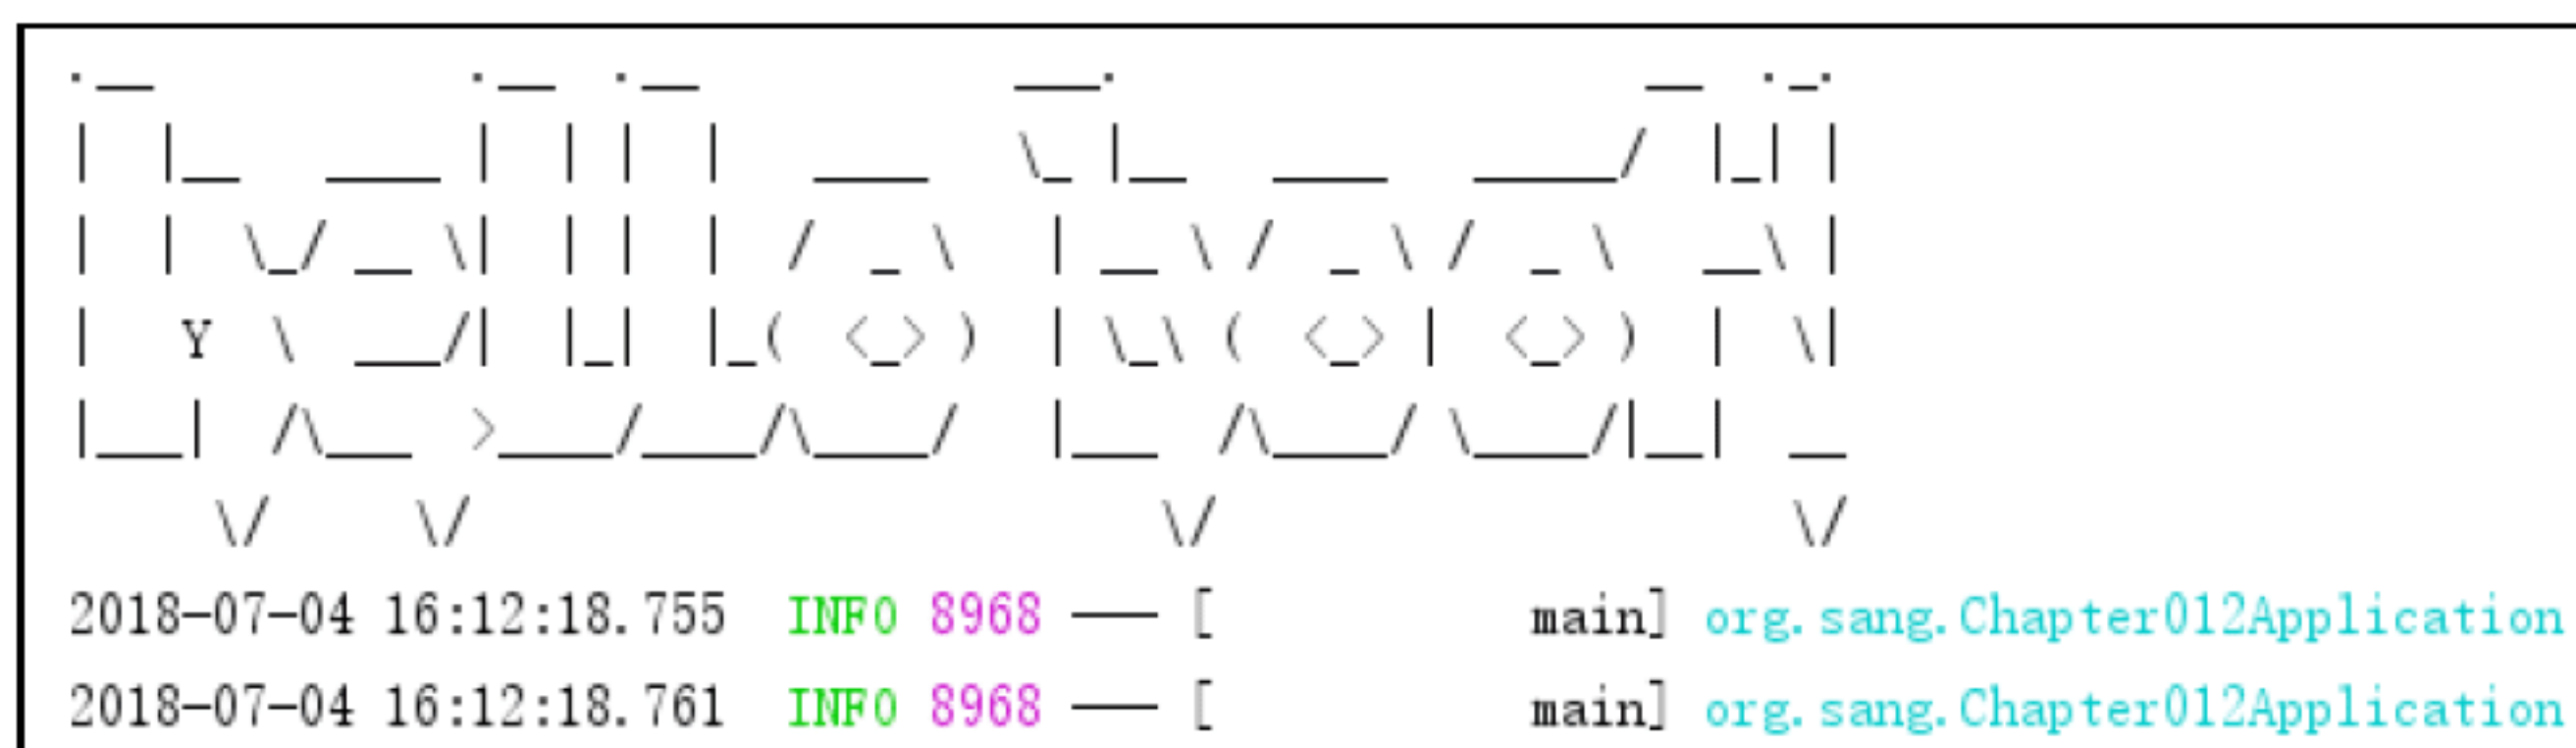 .__           .__  .__           ___.                   __  ._.
|  |__   ____ |  | |  |   ____   \_ |__   ____   _____/  |_| |
|  |  \_/ __ \|  | |  |  /  _ \   | __ \ /  _ \ /  _ \   __\ |
|   Y  \  ___/|  |_|  |_(  <_> )  | \_\ (  <_> |  <_> )  |  \|
|___|  /\___  >____/____/\____/   |___  /\____/ \____/|__|  __
     \/     \/                        \/                    \/
2018-07-04 16:12:18.755  INFO 8968 --- [           main] org.sang.Chapter012Application
2018-07-04 16:12:18.761  INFO 8968 --- [           main] org.sang.Chapter012Application